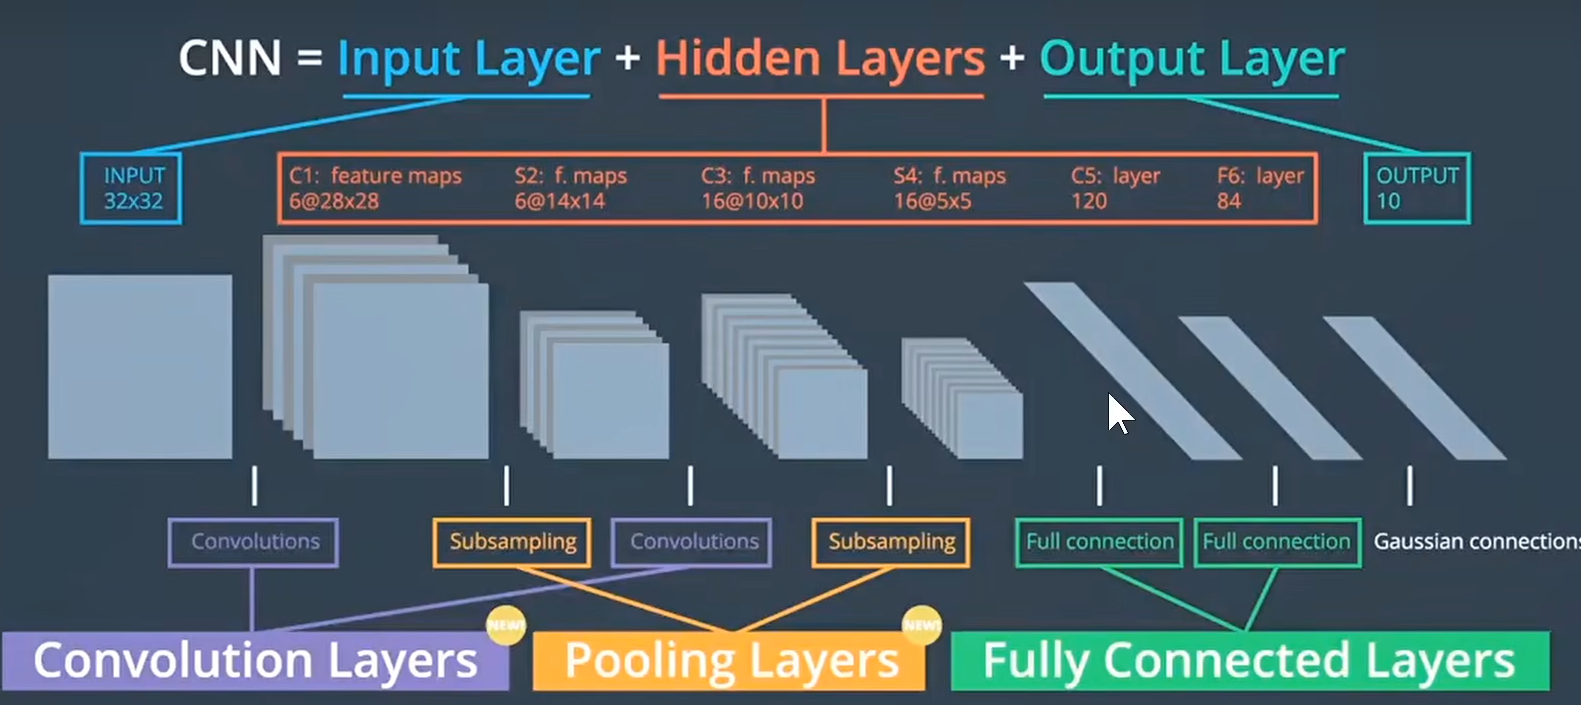 CNN = Input Layer + Hidden Layers + Output Layer
INPUT
32x32
C1: feature maps
6@28x28
S2: f. maps
6@14x14
C3: f. maps
16@10x10
S4: f. maps
16@5x5
C5: layer
120
F6: layer
84
OUTPUT
10
Convolutions
Subsampling
Convolutions
Subsampling
Full connection
Full connection
Gaussian connections
NEW!
NEW!
Convolution Layers
Pooling Layers
Fully Connected Layers